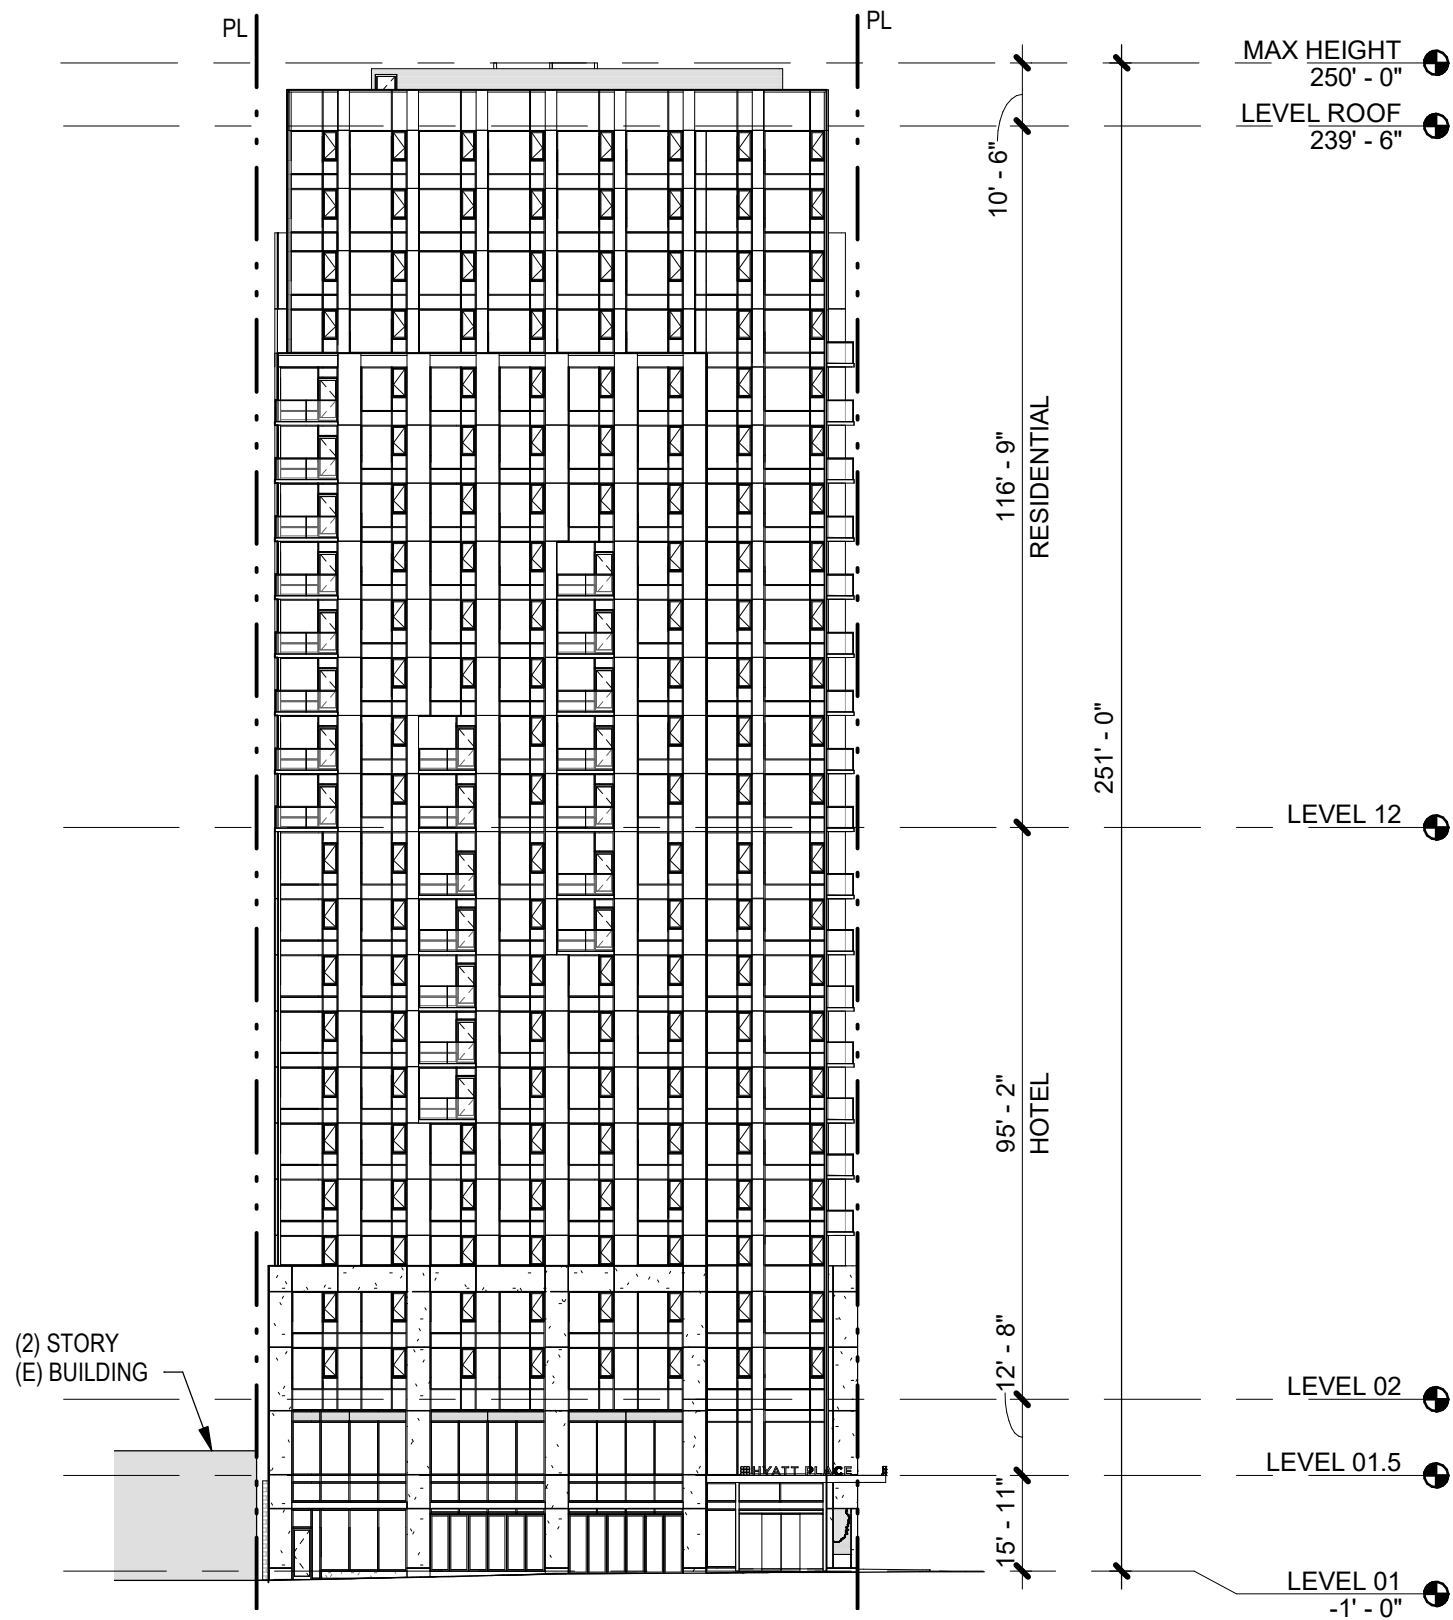 PL
PL
MAX HEIGHT
250' - 0"
LEVEL ROOF
239' - 6"
10' - 6"
116' - 9"
RESIDENTIAL
251' - 0"
LEVEL 12
95' - 2"
HOTEL
(2) STORY
(E) BUILDING
12' - 8"
LEVEL 02
HYATT PLACE
LEVEL 01.5
15' - 11"
LEVEL 01
-1' - 0"